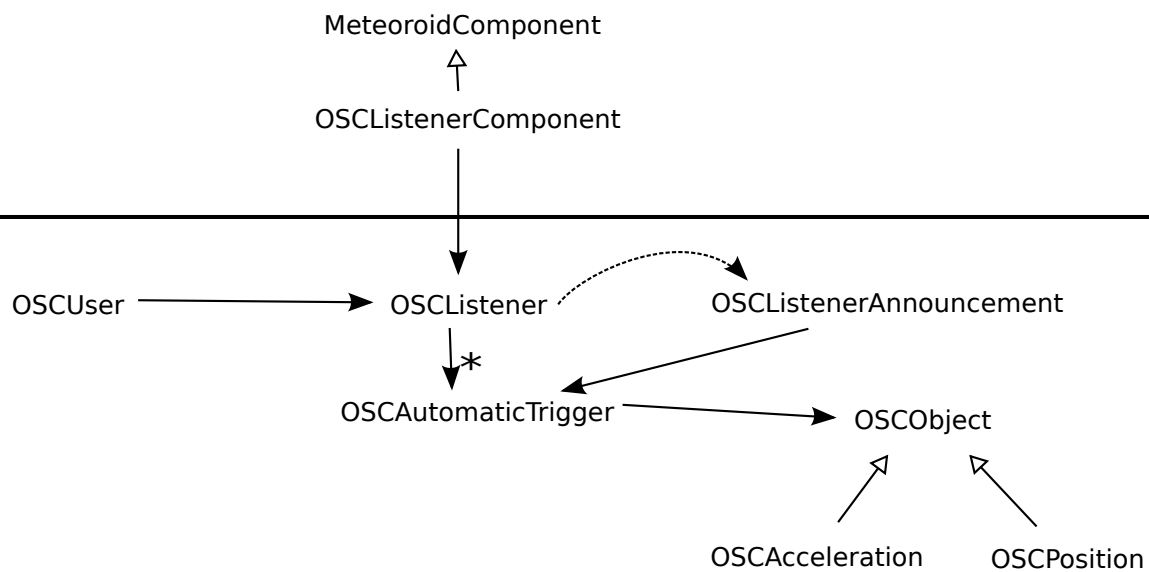 MeteoroidComponent
OSCListenerComponent
OSCUser
OSCListener
OSCListenerAnnouncement
*
OSCAutomaticTrigger
OSCObject
OSCAcceleration
OSCPosition